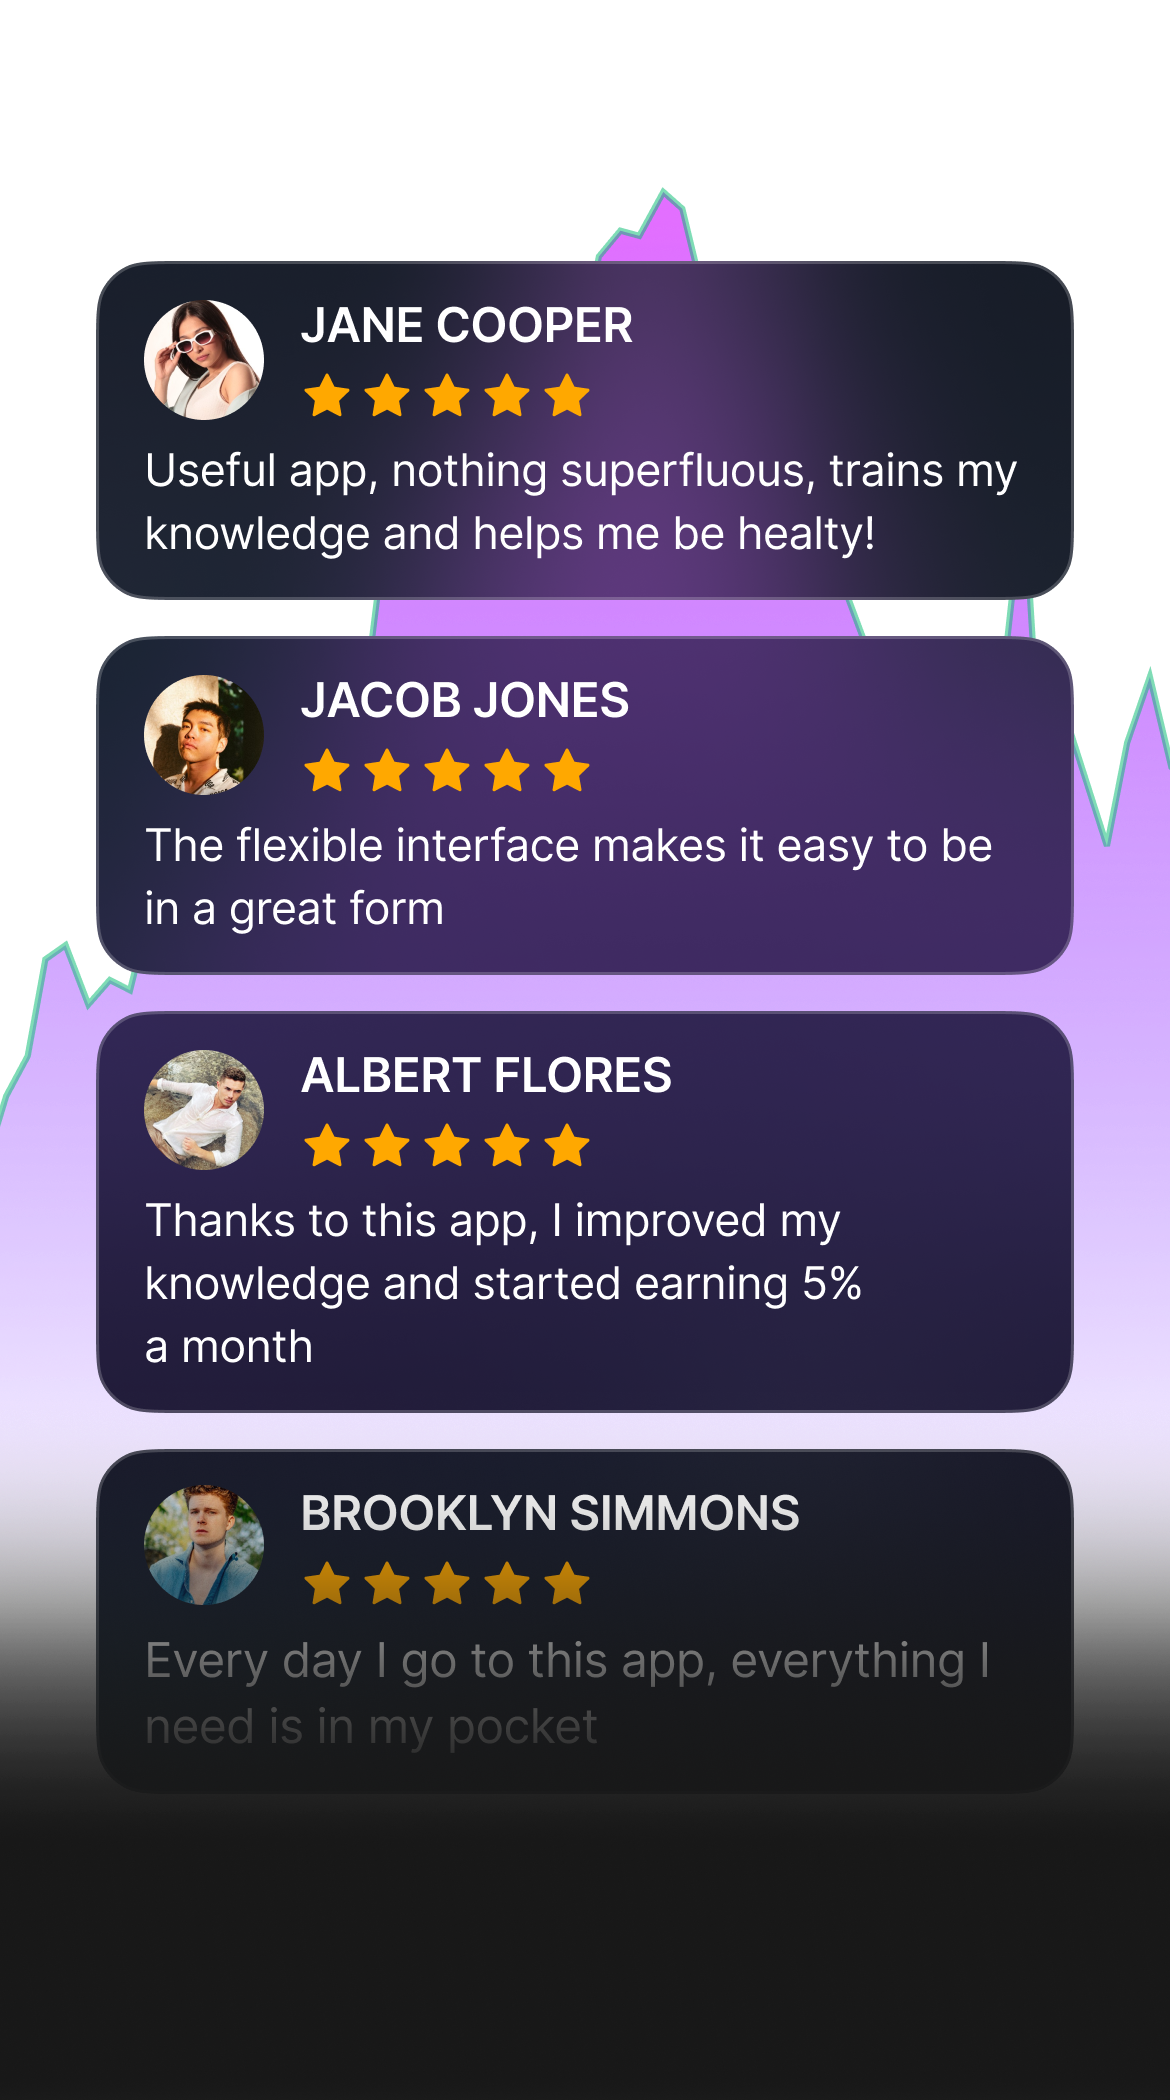 JANE COOPER
Useful app, nothing superfluous, trains my
knowledge and helps me be healty!
JACOB JONES
The flexible interface makes it easy to be
in a great form
ALBERT FLORES
Thanks to this app, I improved my
knowledge and started earning 5%
a month
BROOKLYN SIMMONS
Every day I go to this app, everything I
need is in my pocket